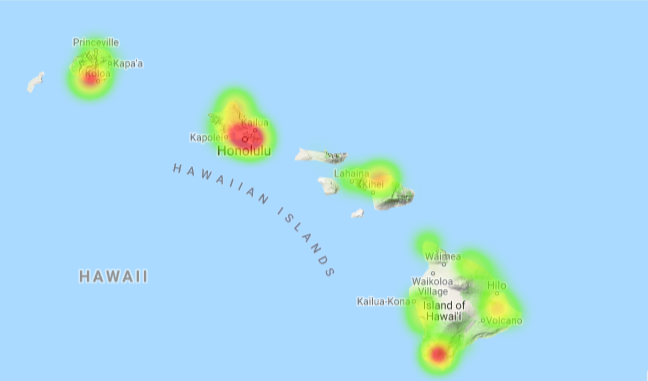 Princeville
Kapa'a
Koloa
Kailua
Kapolei
Honolulu
Lahaina
Kihei
HAWAIIAN ISLANDS
Waimea
HAWAII
Waikoloa
Village
Hilo
Kailua-Kona
Island of
Hawai'i
Volcano